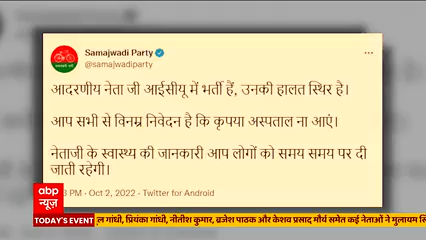 Samajwadi Party
@samajwadiparty
आदरणीय नेता जी आईसीयू में भर्ती हैं, उनकी हालत स्थिर है।
आप सभी से विनम्र निवेदन है कि कृपया अस्पताल ना आएं।
नेताजी के स्वास्थ्य की जानकारी आप लोगों को समय समय पर दी
जाती रहेगी।
PM · Oct 2, 2022 · Twitter for Android
abp
न्यूज़
TODAY'S EVENT
गांधी, प्रियंका गांधी, नीतीश कुमार, ब्रजेश पाठक और केशव प्रसाद मौर्य समेत कई नेताओं ने मुलायम